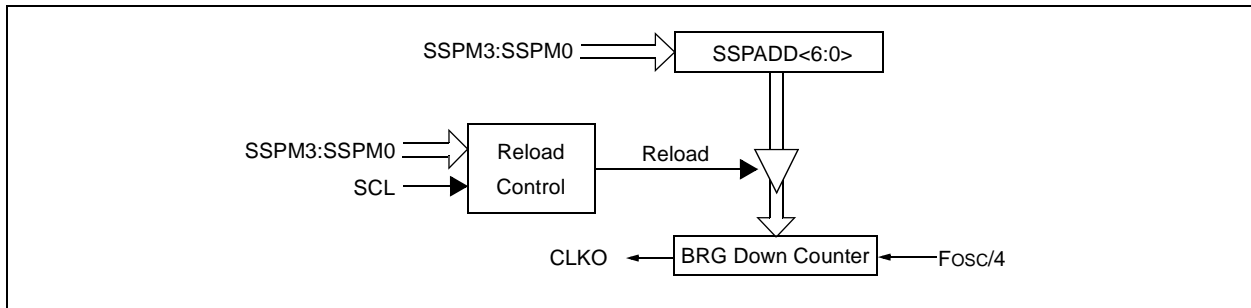 SSPM3:SSPM0
SSPADD<6:0>
SSPM3:SSPM0
SCL
Reload
Control
Reload
CLKO
BRG Down Counter
FOSC/4